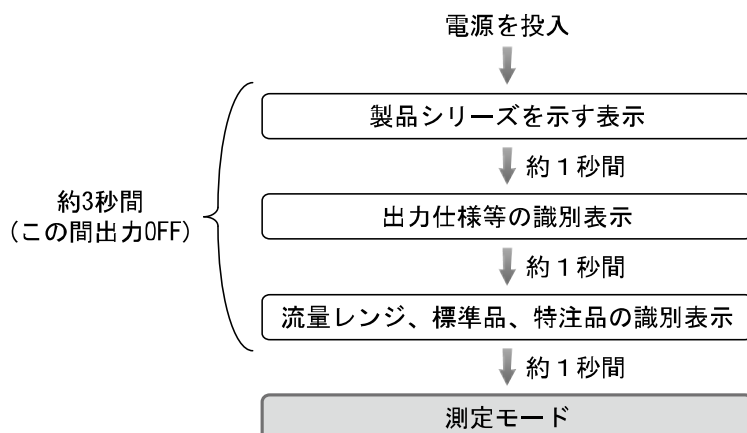 電源を投入
製品シリーズを示す表示
約１秒間
約3秒間
(この間出力OFF)
出力仕様等の識別表示
約１秒間
流量レンジ、標準品、特注品の識別表示
約１秒間
測定モード